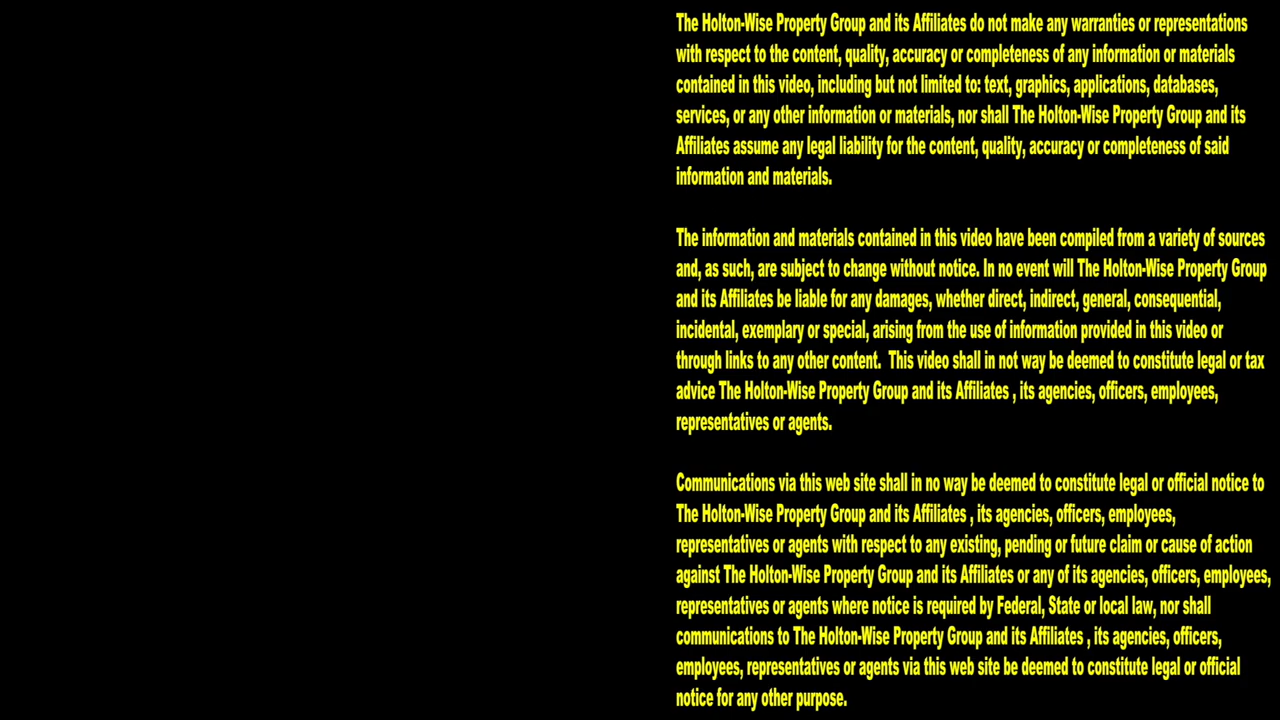 The Holton-Wise Property Group and its Affiliates do not make any warranties or representations
with respect to the content, quality, accuracy or completeness of any information or materials
contained in this video, including but not limited to: text, graphics, applications, databases,
services, or any other information or materials, nor shall The Holton-Wise Property Group and its
Affiliates assume any legal liability for the content, quality, accuracy or completeness of said
information and materials.
The information and materials contained in this video have been compiled from a variety of sources
and, as such, are subject to change without notice. In no event will The Holton-Wise Property Group
and its Affiliates be liable for any damages, whether direct, indirect, general, consequential,
incidental, exemplary or special, arising from the use of information provided in this video or
through links to any other content.  This video shall in not way be deemed to constitute legal or tax
advice The Holton-Wise Property Group and its Affiliates , its agencies, officers, employees,
representatives or agents.
Communications via this web site shall in no way be deemed to constitute legal or official notice to
The Holton-Wise Property Group and its Affiliates , its agencies, officers, employees,
representatives or agents with respect to any existing, pending or future claim or cause of action
against The Holton-Wise Property Group and its Affiliates or any of its agencies, officers, employees,
representatives or agents where notice is required by Federal, State or local law, nor shall
communications to The Holton-Wise Property Group and its Affiliates , its agencies, officers,
employees, representatives or agents via this web site be deemed to constitute legal or official
notice for any other purpose.